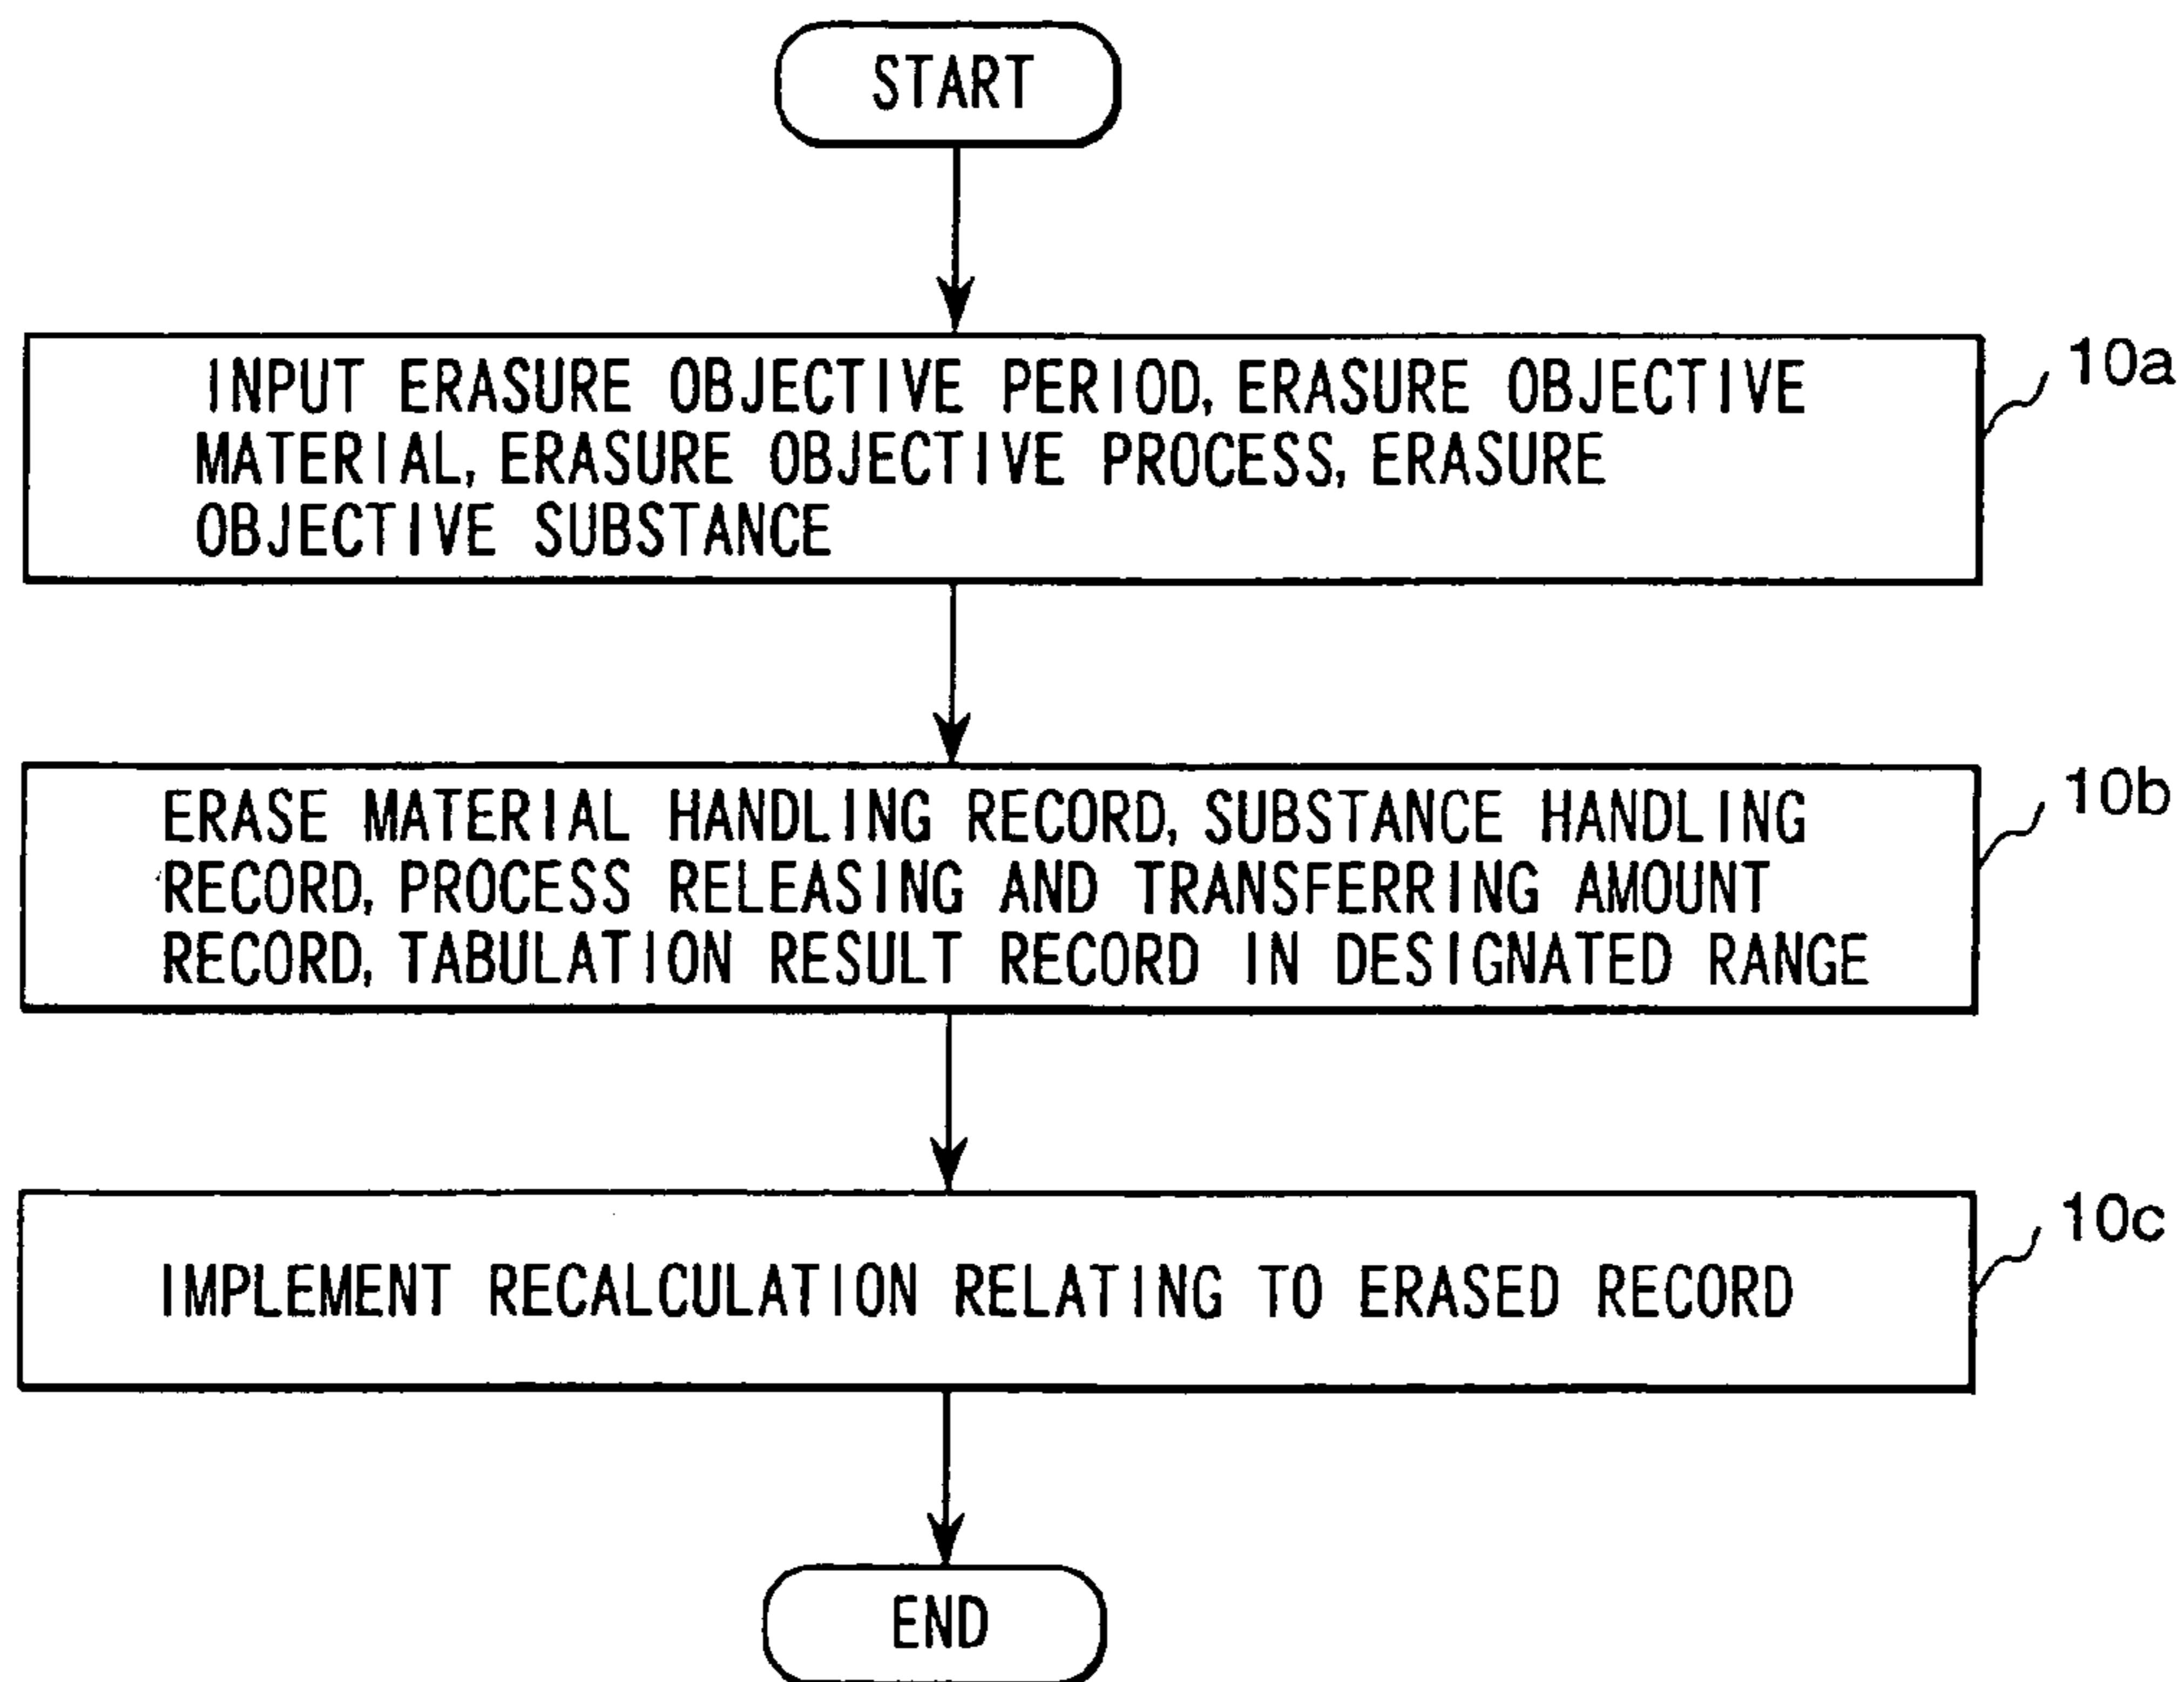 START
INPUT ERASURE OBJECTIVE PERIOD, ERASURE OBJECTIVE
MATERIAL, ERASURE OBJECTIVE PROCESS, ERASURE
OBJECTIVE SUBSTANCE
10a
ERASE MATERIAL HANDLING RECORD, SUBSTANCE HANDLING
RECORD, PROCESS RELEASING AND TRANSFERRING AMOUNT
RECORD, TABULATION RESULT RECORD IN DESIGNATED RANGE
10b
IMPLEMENT RECALCULATION RELATING TO ERASED RECORD
10c
END